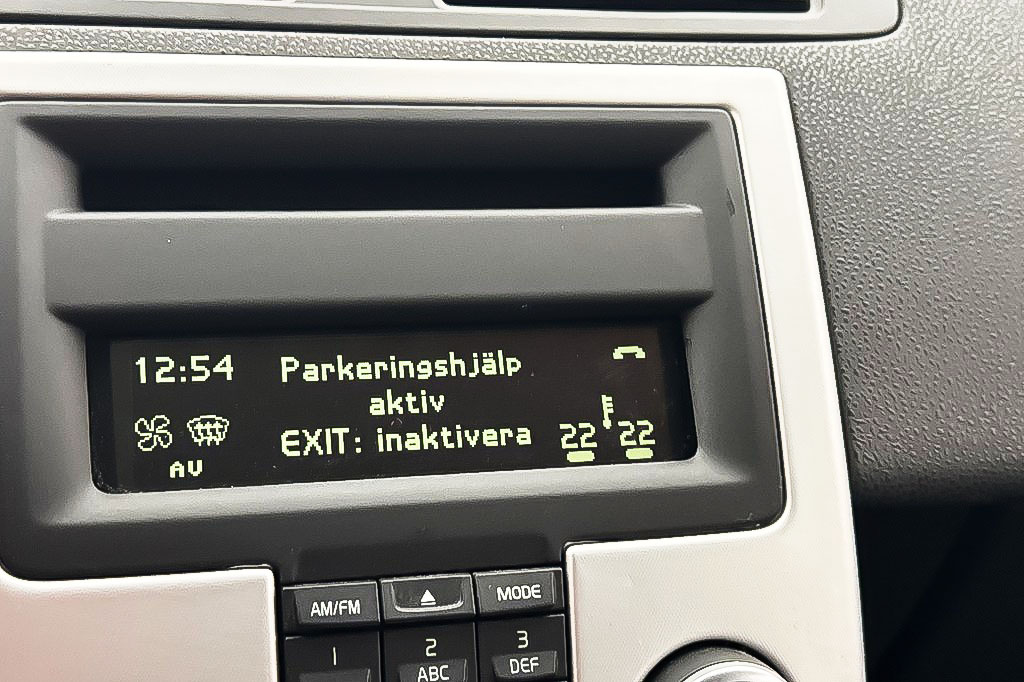 12:54 Parkeringshjälp
aktiv
EXIT: inaktivera 22 22
AV
AM/FM MODE
1 2 3
ABC DEF